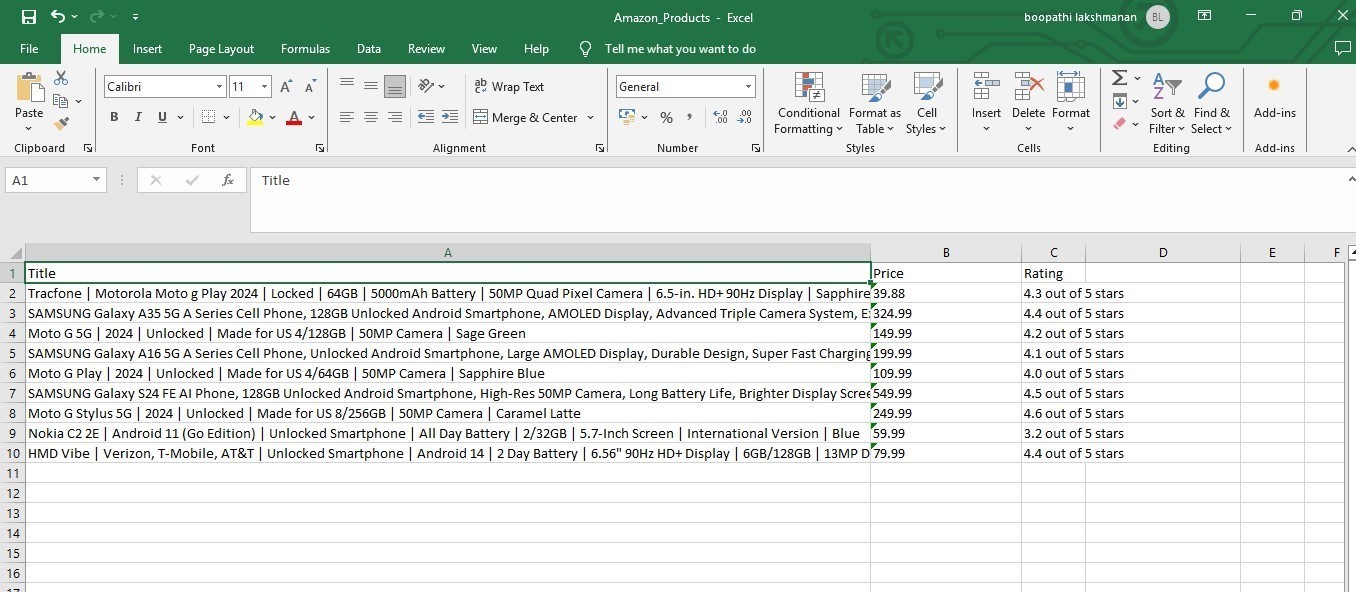 Amazon_Products - Excel
boopathi lakshmanan BL
File Home Insert Page Layout Formulas Data Review View Help Tell me what you want to do
Calibri 11 Wrap Text General
Paste B I U Merge & Center % , Conditional Formatting Format as Table Cell Styles Insert Delete Format Sort & Filter Find & Select Add-ins
Clipboard Font Alignment Number Styles Cells Editing Add-ins
A1 fx Title
A B C D E F
1 Title Price Rating
2 Tracfone | Motorola Moto g Play 2024 | Locked | 64GB | 5000mAh Battery | 50MP Quad Pixel Camera | 6.5-in. HD+ 90Hz Display | Sapphire 39.88 4.3 out of 5 stars
3 SAMSUNG Galaxy A35 5G A Series Cell Phone, 128GB Unlocked Android Smartphone, AMOLED Display, Advanced Triple Camera System, Ex 324.99 4.4 out of 5 stars
4 Moto G 5G | 2024 | Unlocked | Made for US 4/128GB | 50MP Camera | Sage Green 149.99 4.2 out of 5 stars
5 SAMSUNG Galaxy A16 5G A Series Cell Phone, Unlocked Android Smartphone, Large AMOLED Display, Durable Design, Super Fast Charging 199.99 4.1 out of 5 stars
6 Moto G Play | 2024 | Unlocked | Made for US 4/64GB | 50MP Camera | Sapphire Blue 109.99 4.0 out of 5 stars
7 SAMSUNG Galaxy S24 FE AI Phone, 128GB Unlocked Android Smartphone, High-Res 50MP Camera, Long Battery Life, Brighter Display Scree 549.99 4.5 out of 5 stars
8 Moto G Stylus 5G | 2024 | Unlocked | Made for US 8/256GB | 50MP Camera | Caramel Latte 249.99 4.6 out of 5 stars
9 Nokia C2 2E | Android 11 (Go Edition) | Unlocked Smartphone | All Day Battery | 2/32GB | 5.7-Inch Screen | International Version | Blue 59.99 3.2 out of 5 stars
10 HMD Vibe | Verizon, T-Mobile, AT&T | Unlocked Smartphone | Android 14 | 2 Day Battery | 6.56" 90Hz HD+ Display | 6GB/128GB | 13MP D 79.99 4.4 out of 5 stars
11
12
13
14
15
16
17